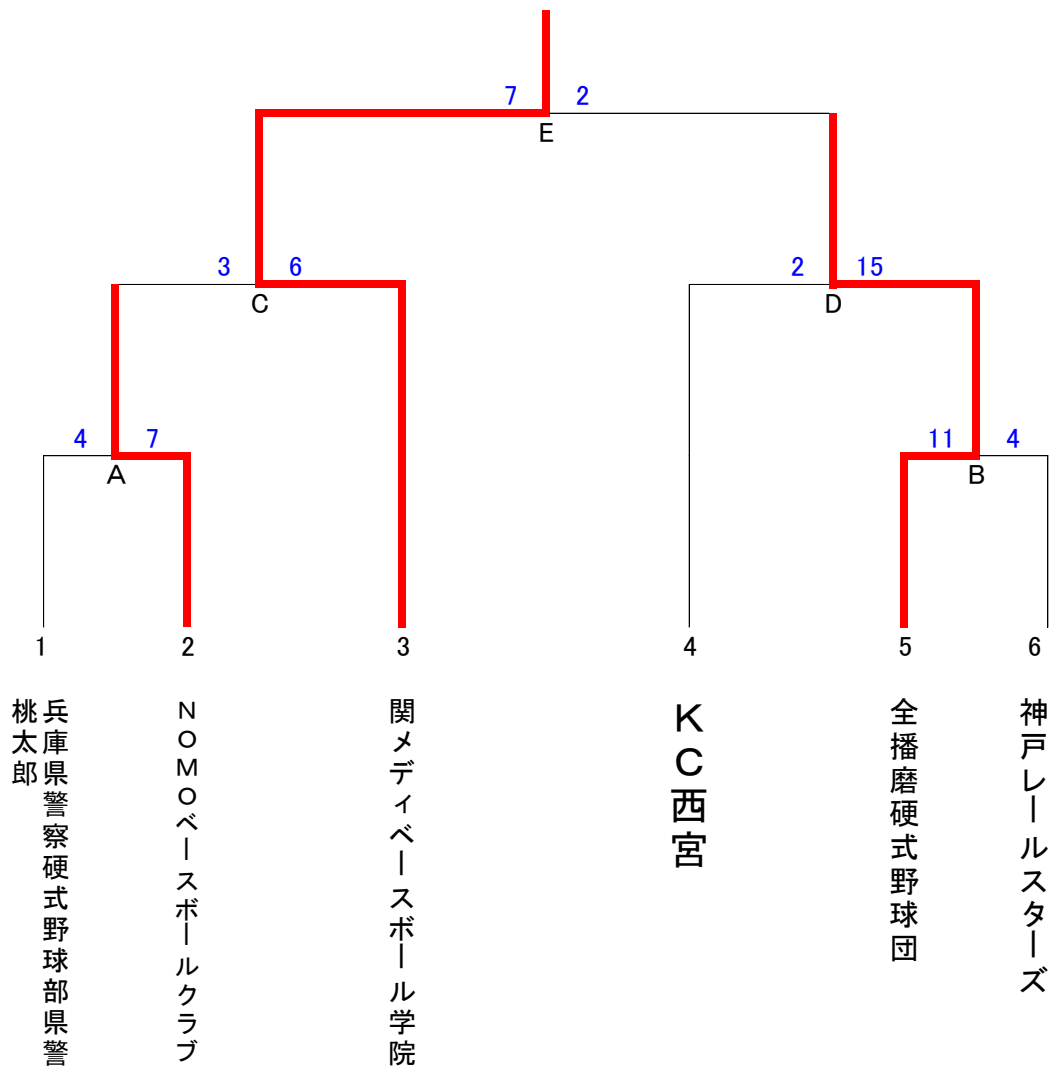 7 2
E
3 6
2 15
C
D
4 7
11 4
A
B
1
2
3
4
5
6
兵庫県警察硬式野球部県警
桃太郎
ＮＯＭＯベースボールクラブ
関メディベースボール学院
ＫＣ西宮
全播磨硬式野球団
神戸レールスターズ